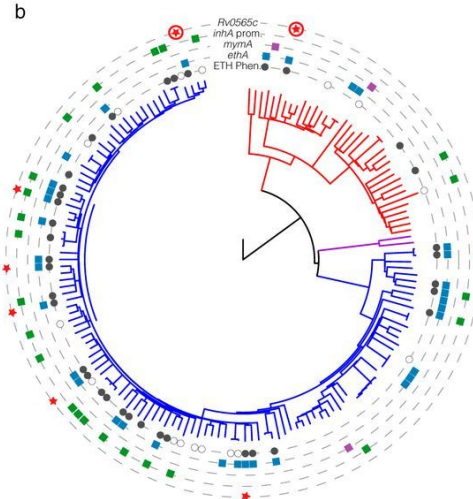 b
Rv0565c
inhA prom.
mymA
ethA
ETH Phen.